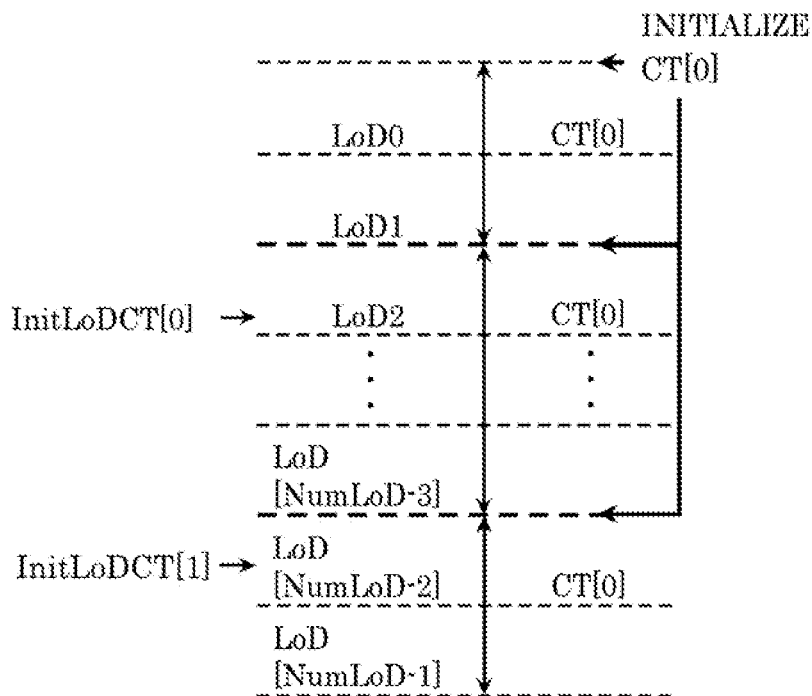 INITIALIZE
CT[0]
LoD0 CT[0]
LoD1
InitLoDCT[0] LoD2 CT[0]
LoD
[NumLoD-3]
InitLoDCT[1] LoD
[NumLoD-2] CT[0]
LoD
[NumLoD-1]